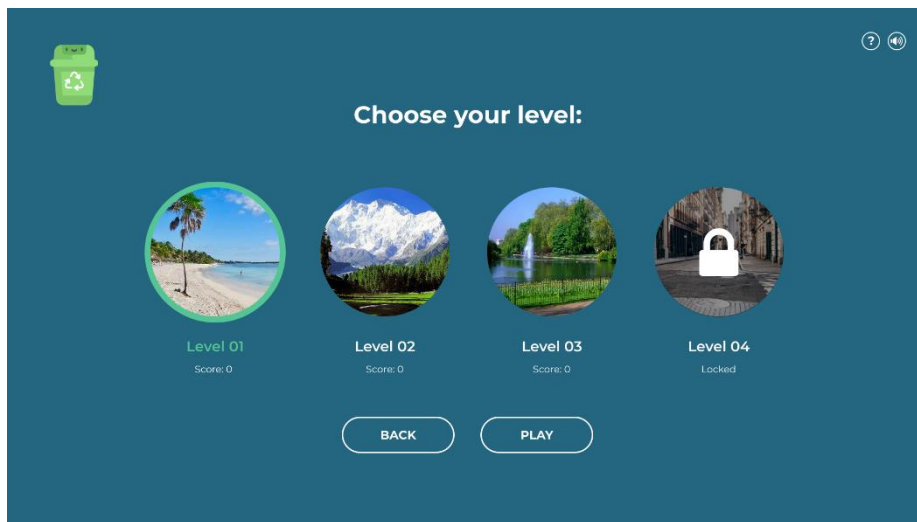 ?
Choose your level:
Level 01
Score: 0
Level 02
Score: 0
Level 03
Score: 0
Level 04
Locked
BACK
PLAY